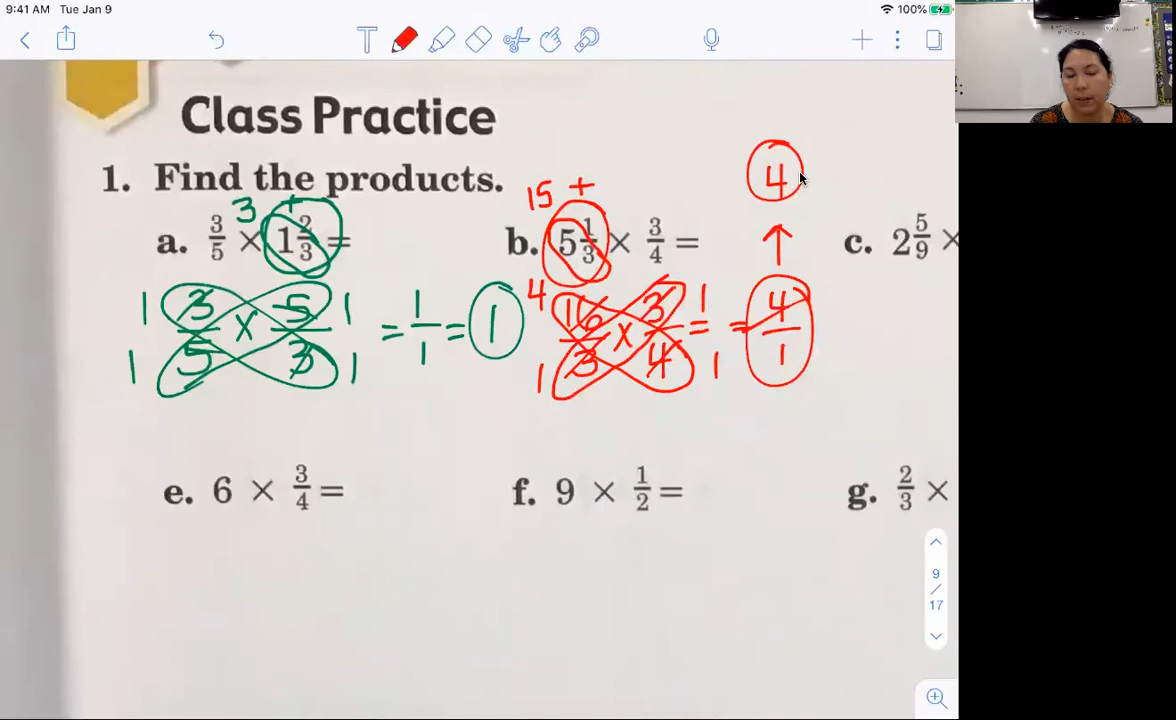 9:41 AM Tue Jan 9
100%
T
Class Practice
1. Find the products.
a. 3/5 × 1 2/3 =
3 +
1 3/5 × 5/3 1 = 1/1 = 1
1 1
b. 5 1/3 × 3/4 =
15 +
4 16/3 × 3/4 1 = 4/1
1 1
↑
4
c. 2 5/9 ×
e. 6 × 3/4 =
f. 9 × 1/2 =
g. 2/3 ×
9
/
17